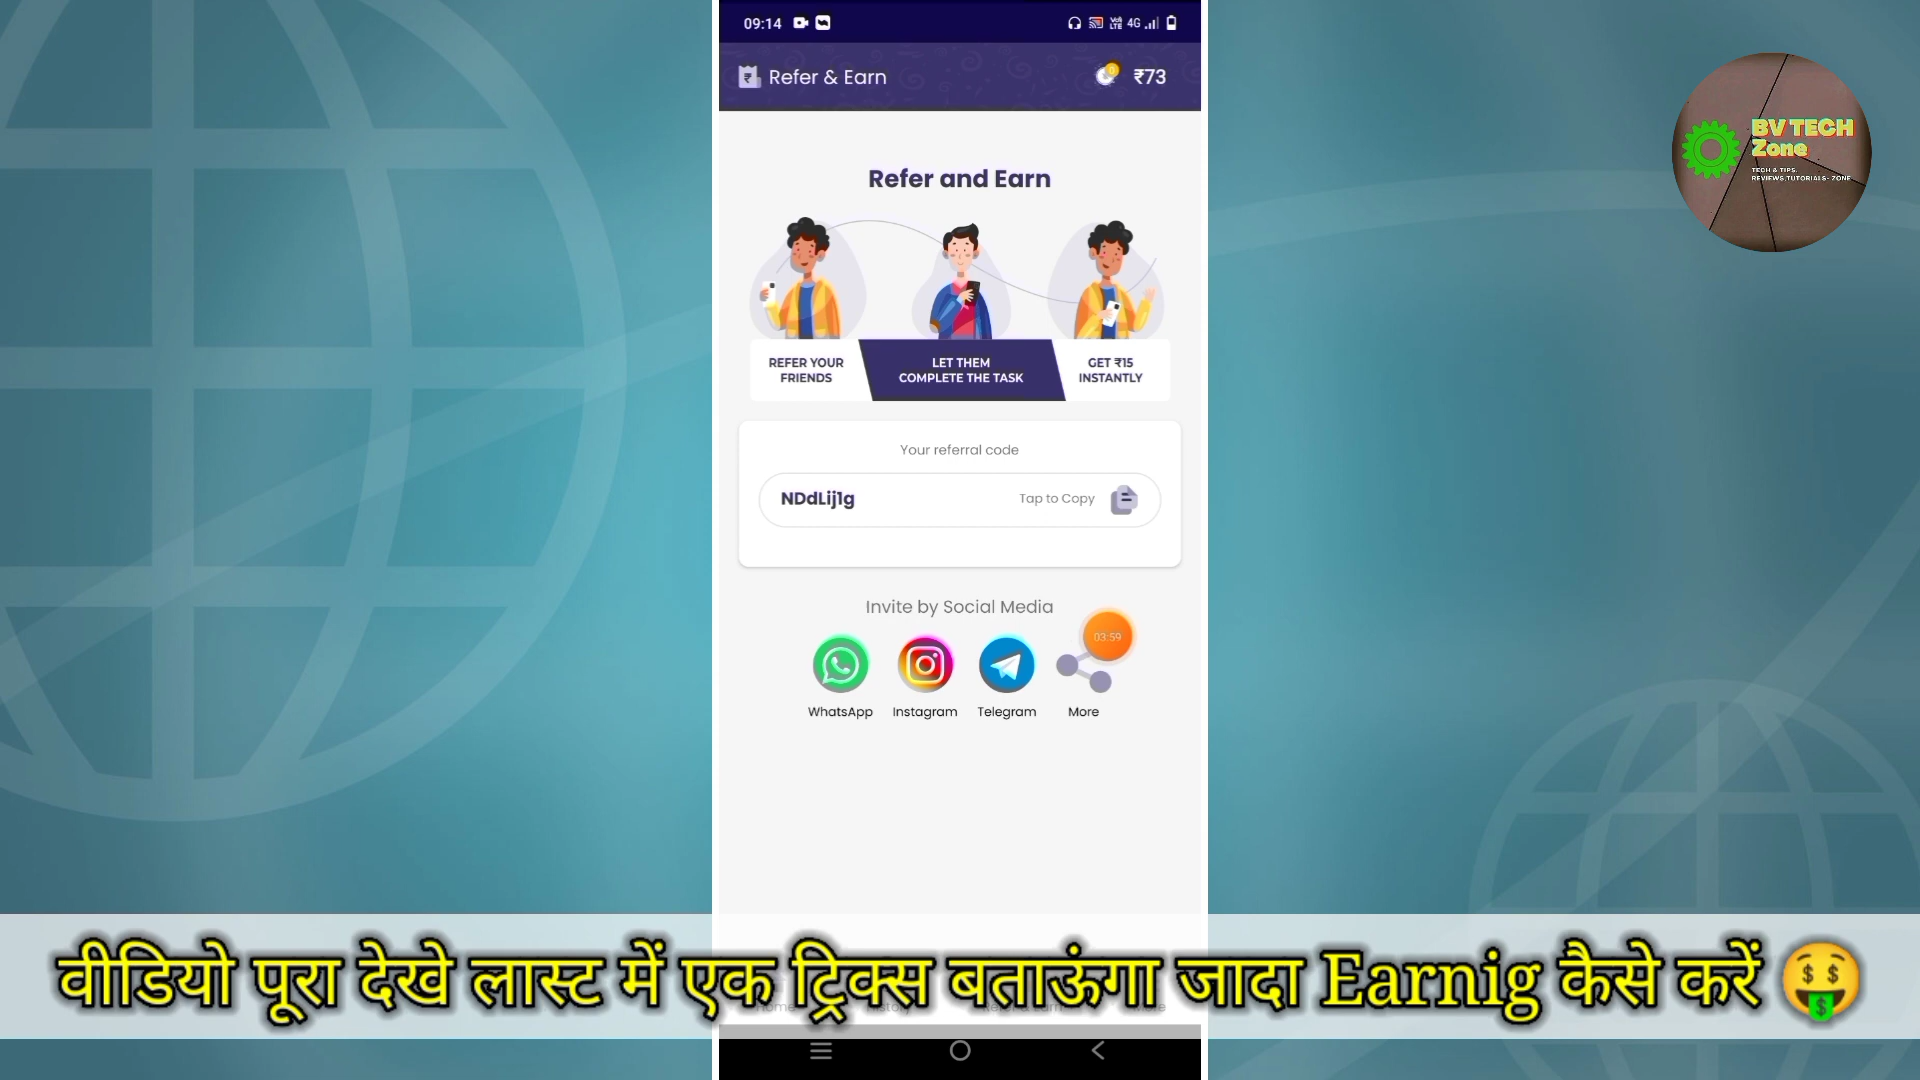 09:14
4G
Refer & Earn
₹73
BV TECH
Zone
TECH & TIPS.
REVIEWS.TUTORIALS- ZONE
Refer and Earn
REFER YOUR
FRIENDS
LET THEM
COMPLETE THE TASK
GET ₹15
INSTANTLY
Your referral code
NDdLij1g
Tap to Copy
Invite by Social Media
03:59
WhatsApp
Instagram
Telegram
More
वीडियो पूरा देखे लास्ट में एक ट्रिक्स बताऊंगा जादा Earnig कैसे करें